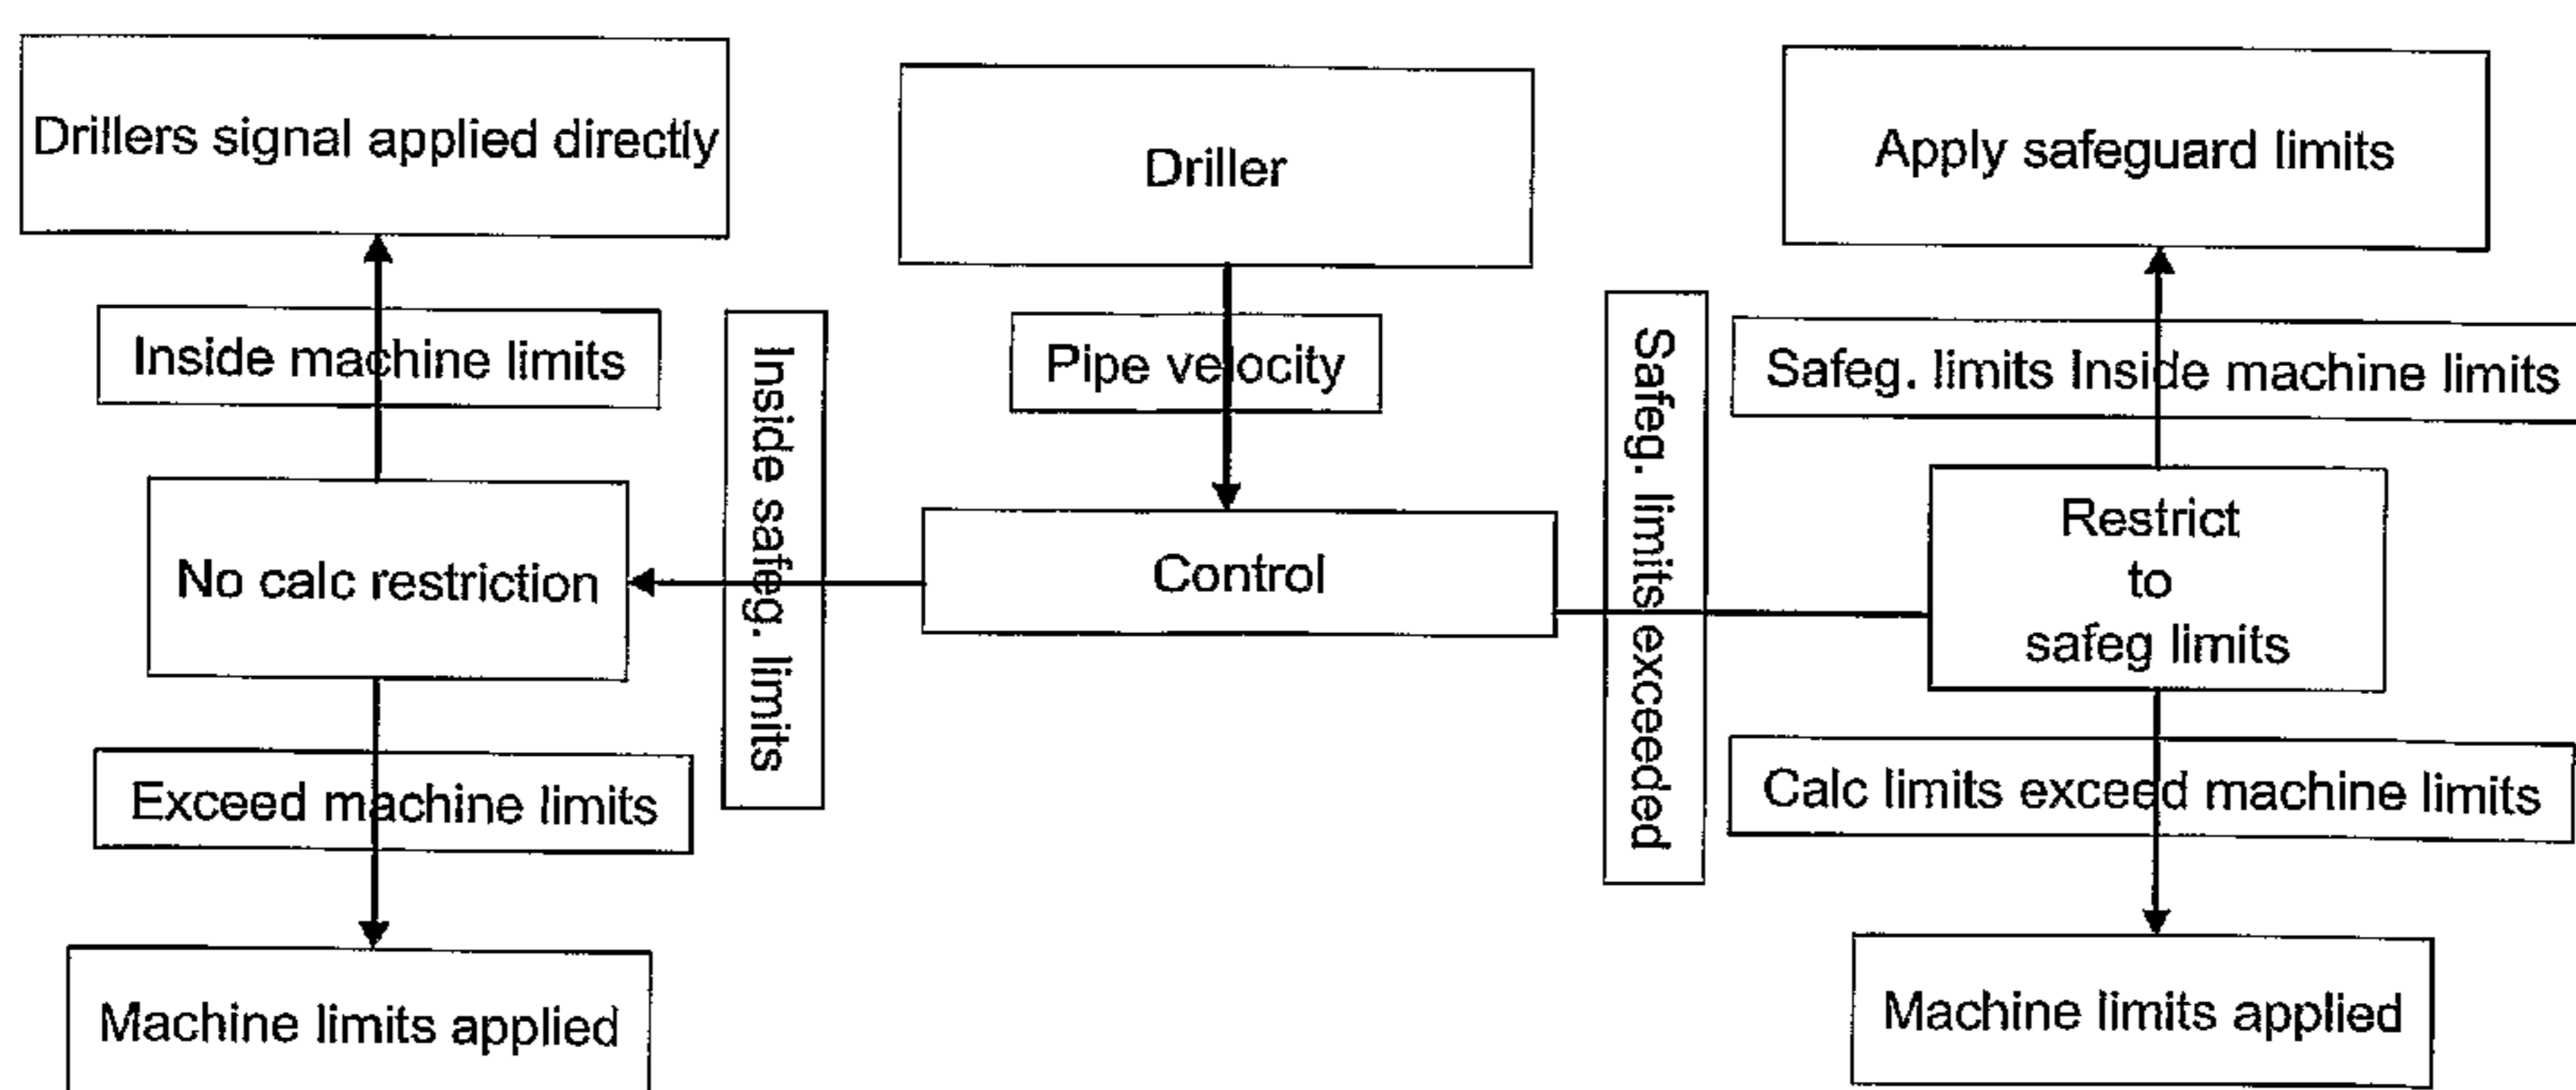 Drillers signal applied directly
Driller
Apply safeguard limits
Inside machine limits
Pipe velocity
Safeg. limits Inside machine limits
Inside safeg. limits
Safeg. limits exceeded
No calc restriction
Control
Restrict
to
safeg limits
Exceed machine limits
Calc limits exceed machine limits
Machine limits applied
Machine limits applied